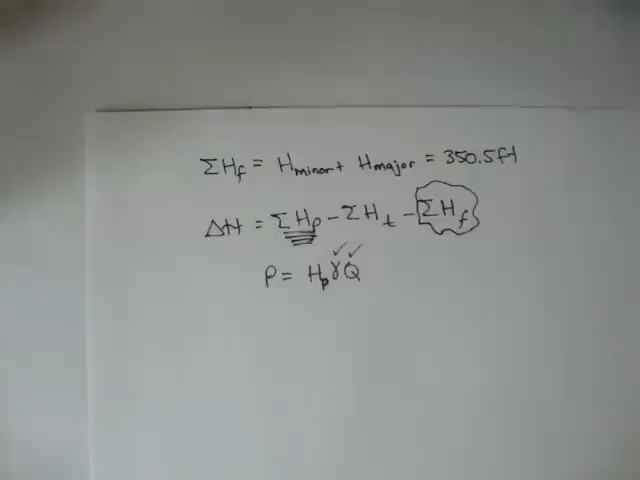 ΣHf = Hminor + Hmajor = 350.5ft
ΔH = ΣHp - ΣHt - ΣHf
P = HpγQ̇